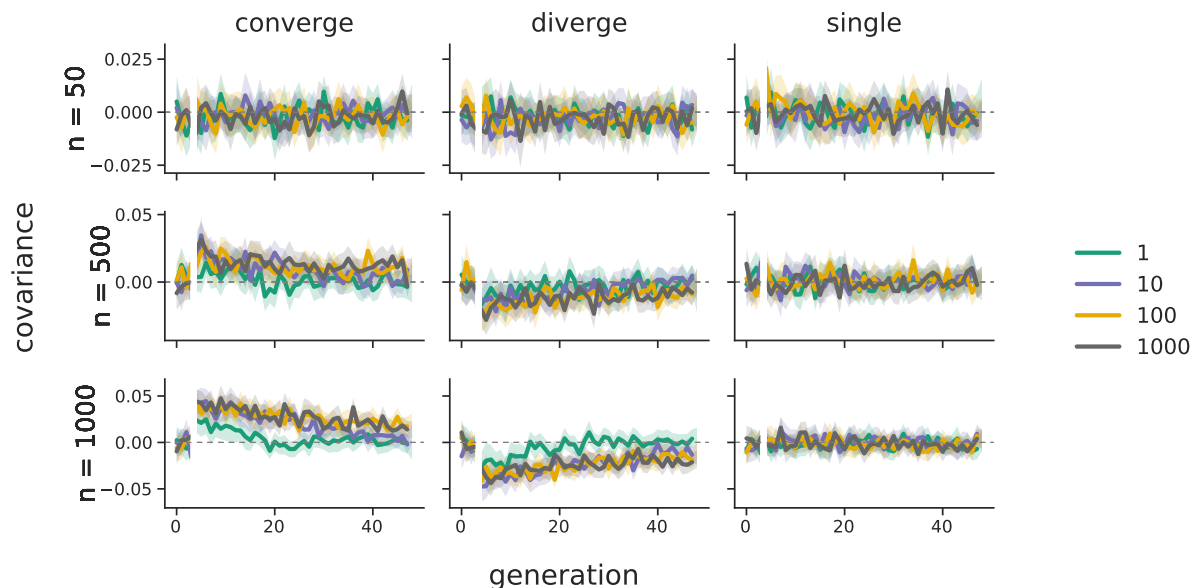 converge diverge single
n = 50
0.025
0.000
−0.025
covariance
n = 500
0.05
0.00
n = 1000
0.05
0.00
−0.05
0 20 40 0 20 40 0 20 40
generation
1
10
100
1000